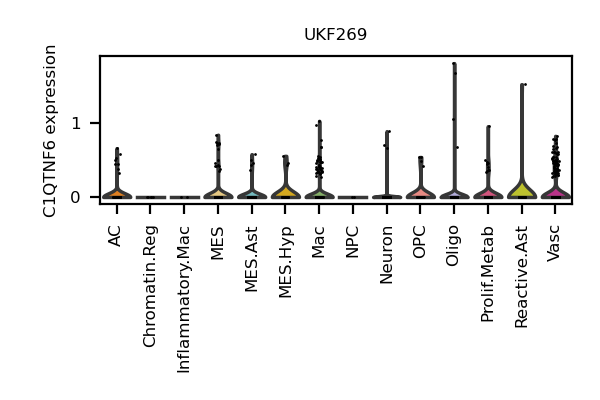 UKF269
C1QTNF6 expression
1
0
AC
Chromatin.Reg
Inflammatory.Mac
MES
MES.Ast
MES.Hyp
Mac
NPC
Neuron
OPC
Oligo
Prolif.Metab
Reactive.Ast
Vasc